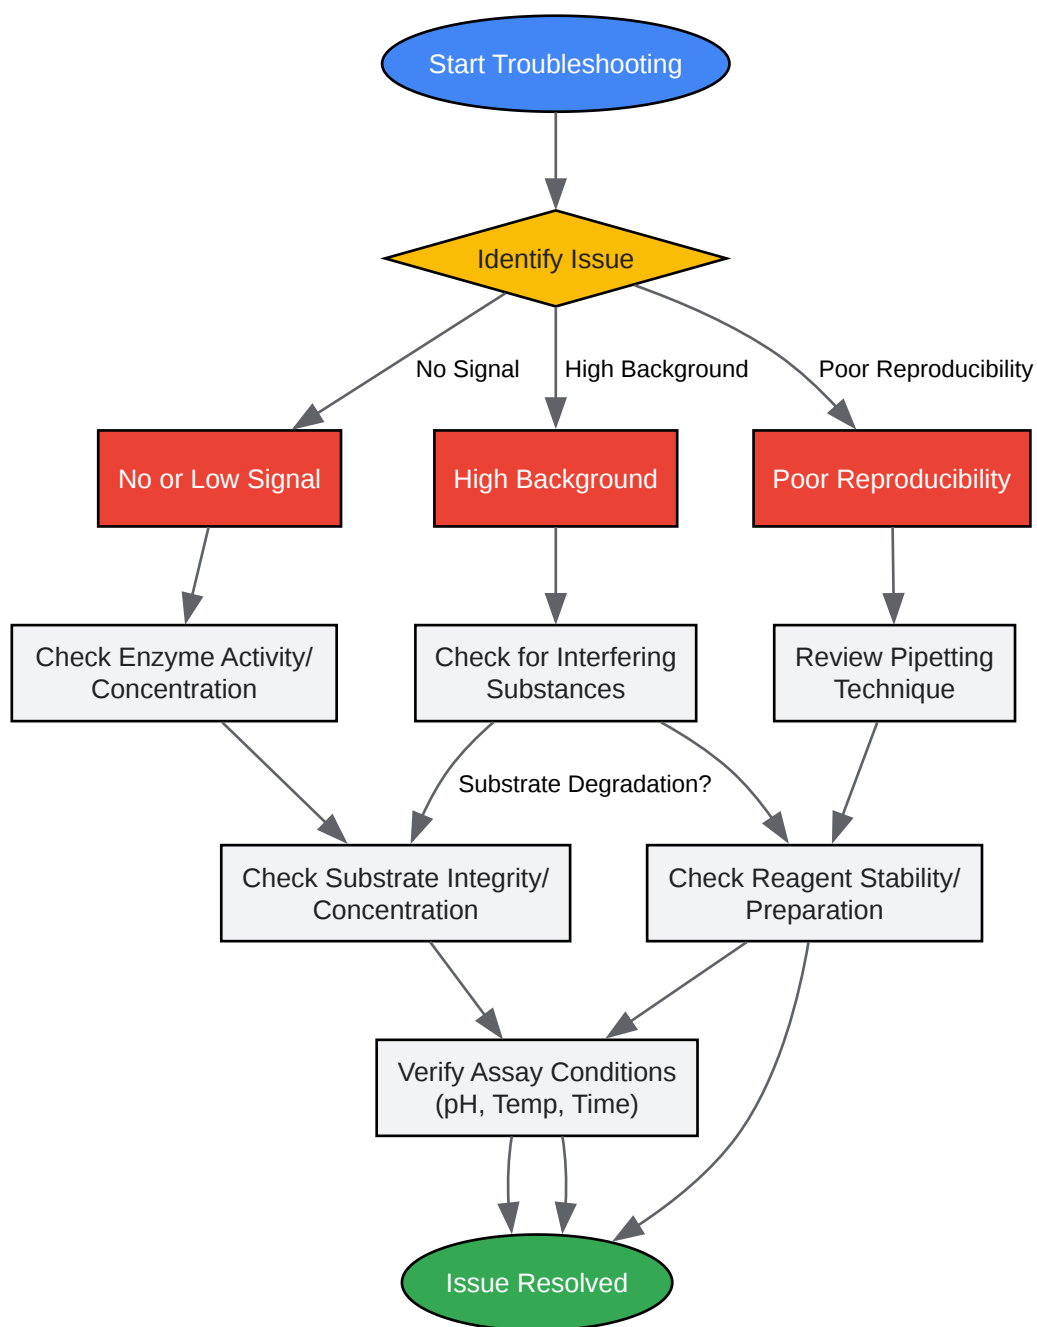 Start Troubleshooting
Identify Issue
No Signal
High Background
Poor Reproducibility
No or Low Signal
High Background
Poor Reproducibility
Check Enzyme Activity/
Concentration
Check for Interfering
Substances
Review Pipetting
Technique
Substrate Degradation?
Check Substrate Integrity/
Concentration
Check Reagent Stability/
Preparation
Verify Assay Conditions
(pH, Temp, Time)
Issue Resolved